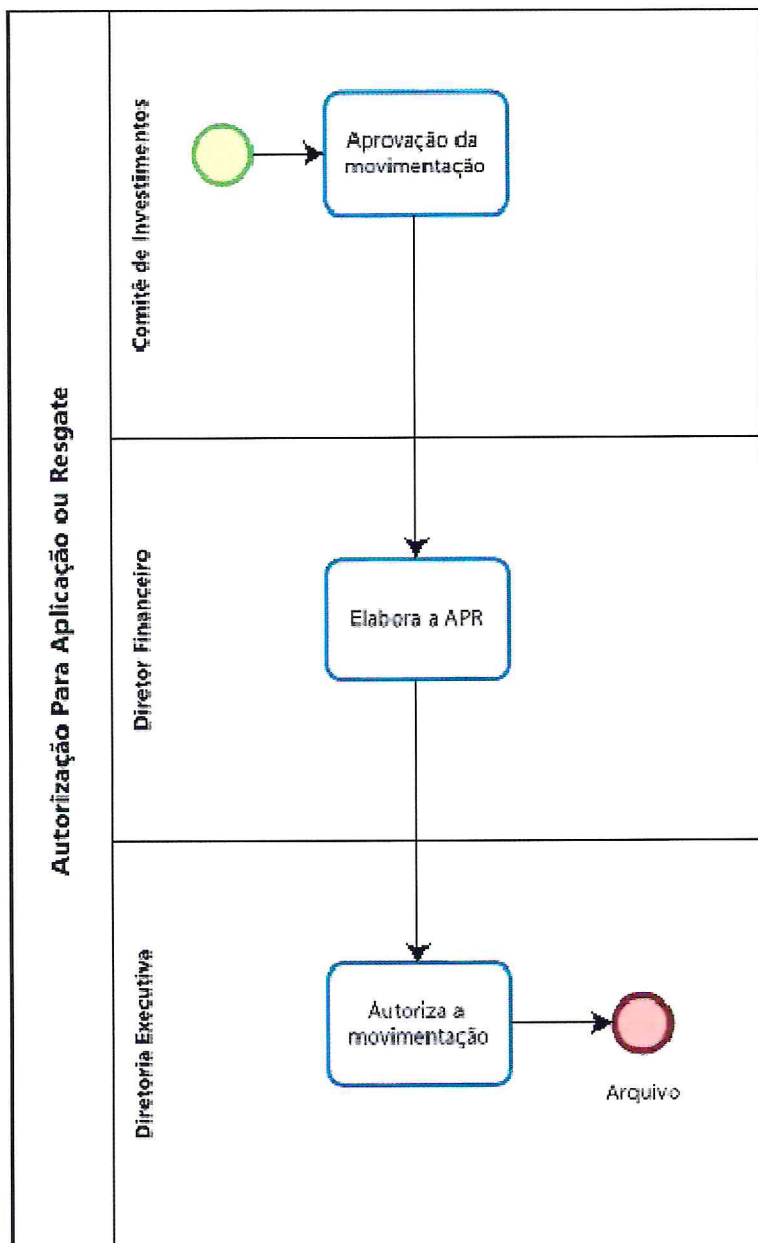 Autorização Para Aplicação ou Resgate
Comitê de Investimentos
Aprovação da
movimentação
Diretor Financeiro
Elabora a APR
Diretoria Executiva
Autoriza a
movimentação
Arquivo